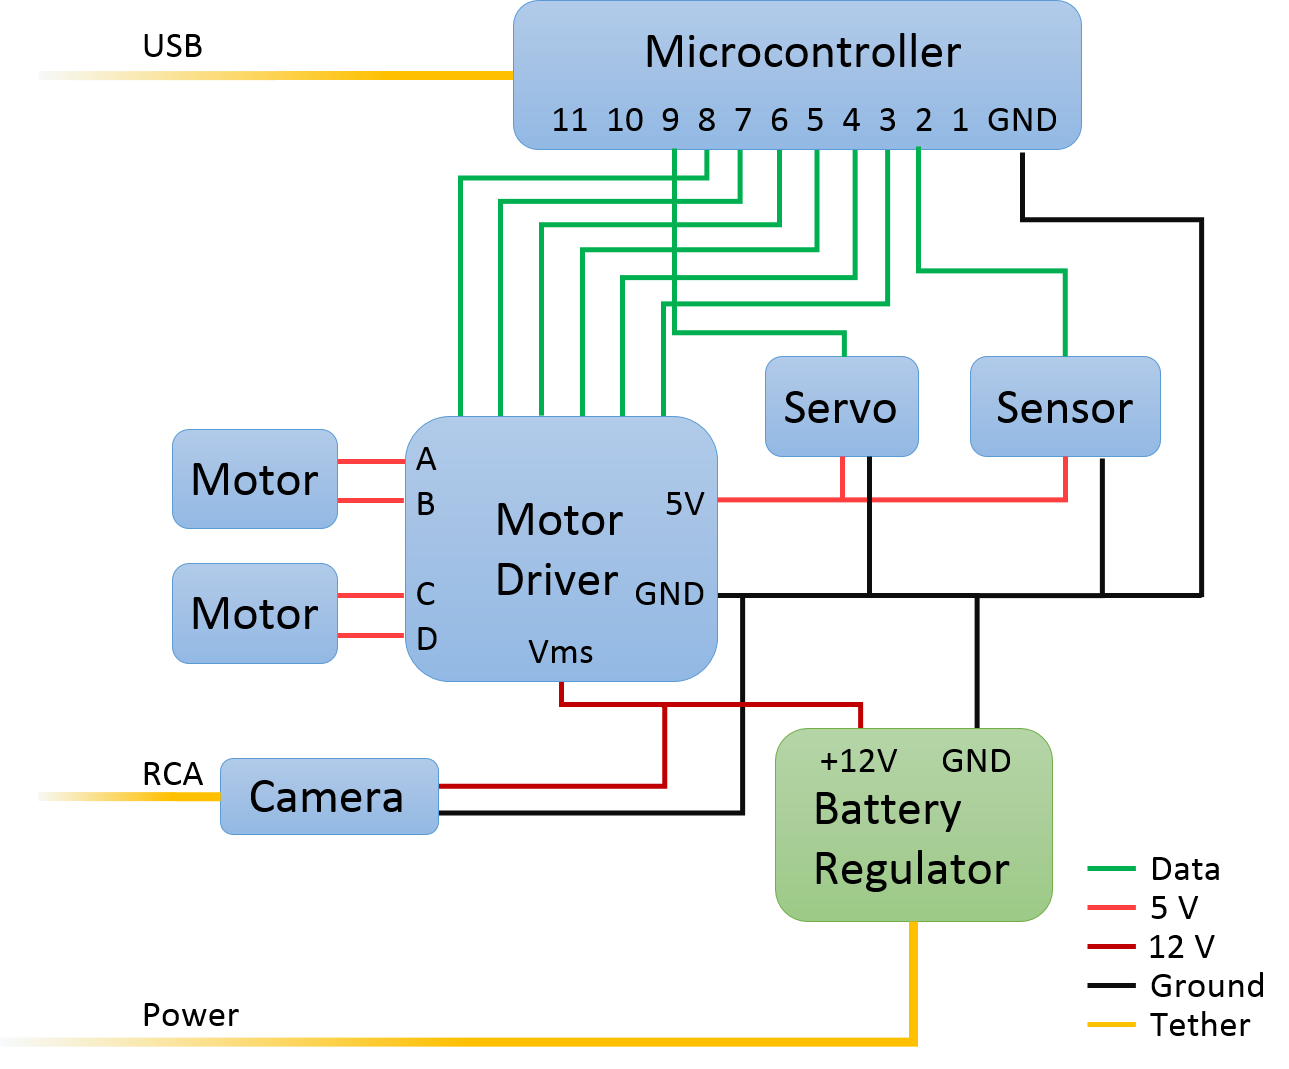 USB
Microcontroller
11 10 9 8 7 6 5 4 3 2 1 GND
Servo
Sensor
Motor
A
B
Motor
Driver
5V
GND
Motor
C
D
Vms
RCA
Camera
+12V GND
Battery
Regulator
Data
5 V
12 V
Ground
Tether
Power